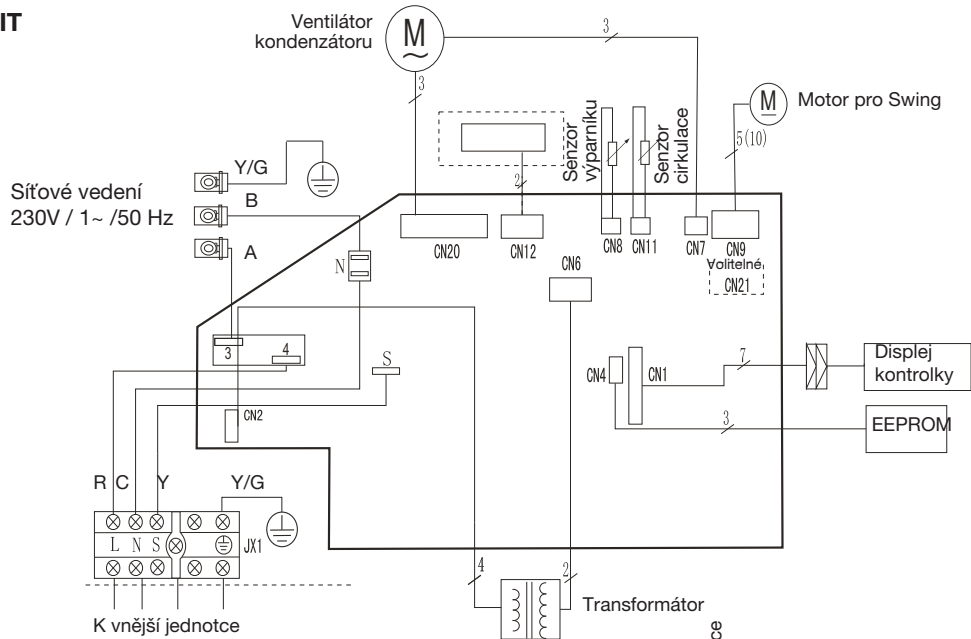 IT
Ventilátor
kondenzátoru
M
~
3
3
M
Motor pro Swing
5(10)
Senzor
výparníku
Senzor
cirkulace
2
Y/G
Síťové vedení
230V / 1~ /50 Hz
B
A
N
CN20
CN12
CN8
CN11
CN7
CN9
Volitelné
CN21
CN6
3
4
S
CN2
CN4
CN1
7
Displej
kontrolky
3
EEPROM
R
C
Y
Y/G
L
N
S
JX1
4
2
Transformátor
K vnější jednotce
ce